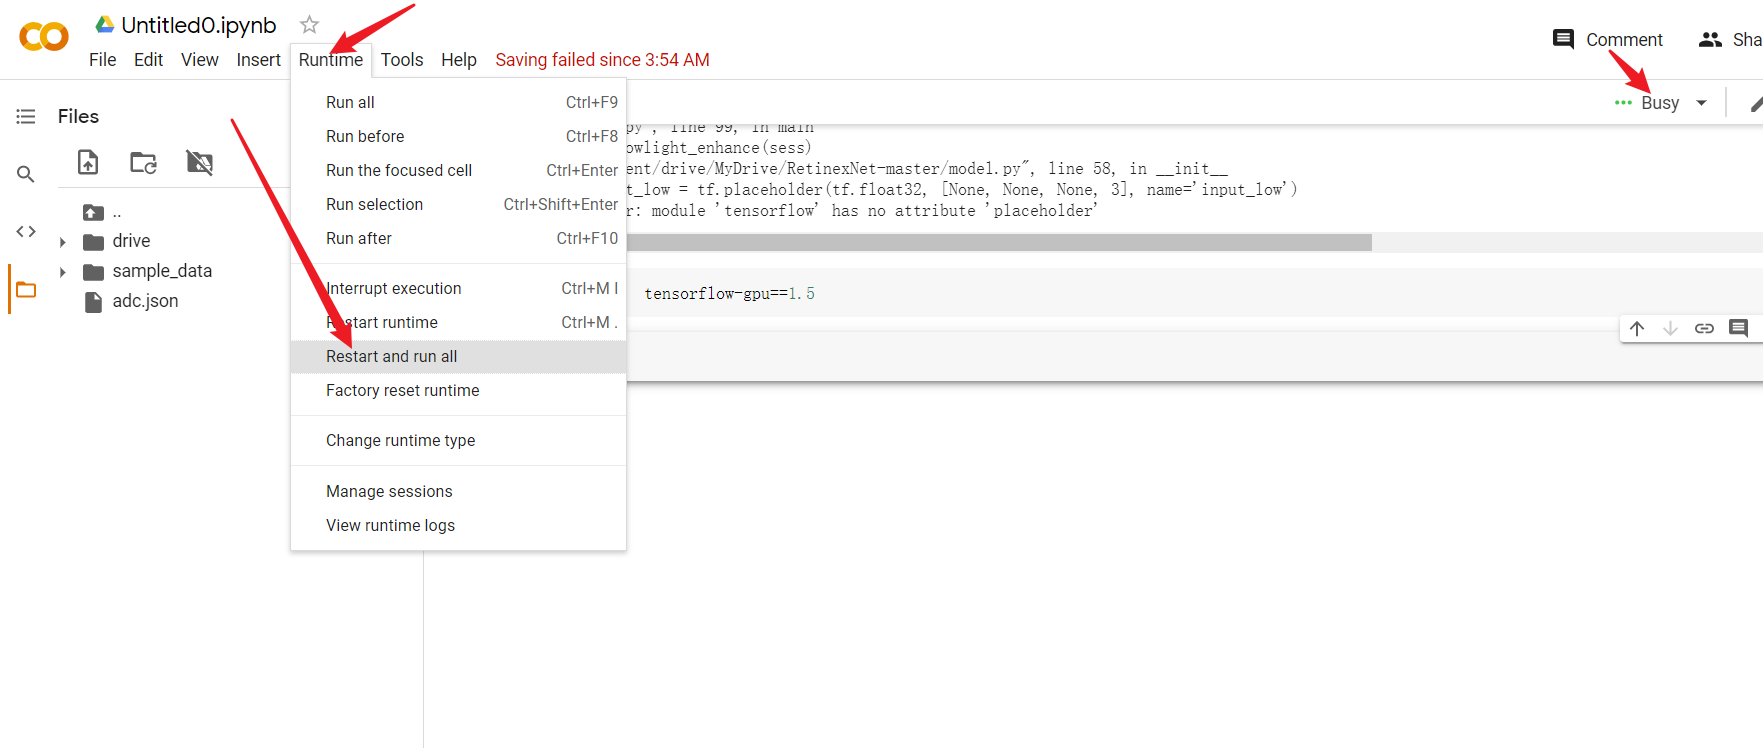 Untitled0.ipynb
File Edit View Insert Runtime Tools Help Saving failed since 3:54 AM
Comment
Sha
Busy
Files
..
drive
sample_data
adc.json
Run all Ctrl+F9
Run before Ctrl+F8
Run the focused cell Ctrl+Enter
Run selection Ctrl+Shift+Enter
Run after Ctrl+F10
Interrupt execution Ctrl+M I
Restart runtime Ctrl+M .
Restart and run all
Factory reset runtime
Change runtime type
Manage sessions
View runtime logs
py", line 99, in main
owlight_enhance(sess)
ent/drive/MyDrive/RetinexNet-master/model.py", line 58, in __init__
t_low = tf.placeholder(tf.float32, [None, None, None, 3], name='input_low')
r: module 'tensorflow' has no attribute 'placeholder'
tensorflow-gpu==1.5